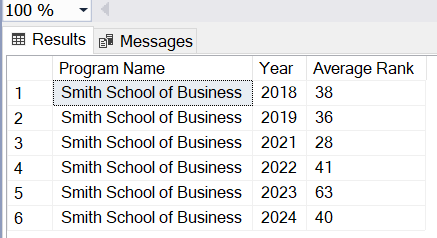 100 %
Results Messages
Program Name Year Average Rank
1 Smith School of Business 2018 38
2 Smith School of Business 2019 36
3 Smith School of Business 2021 28
4 Smith School of Business 2022 41
5 Smith School of Business 2023 63
6 Smith School of Business 2024 40